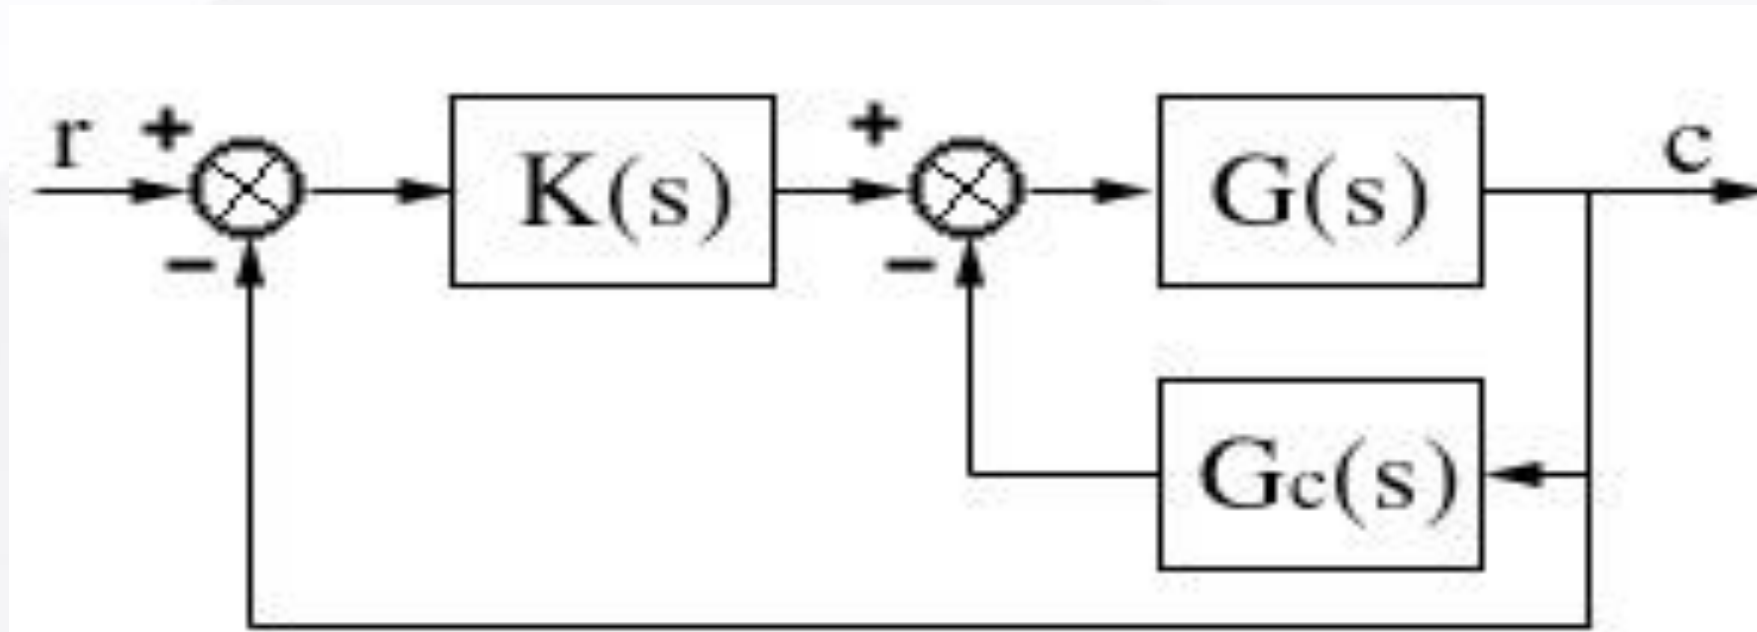 r + K(s) + G(s) c
− −
Gc(s)